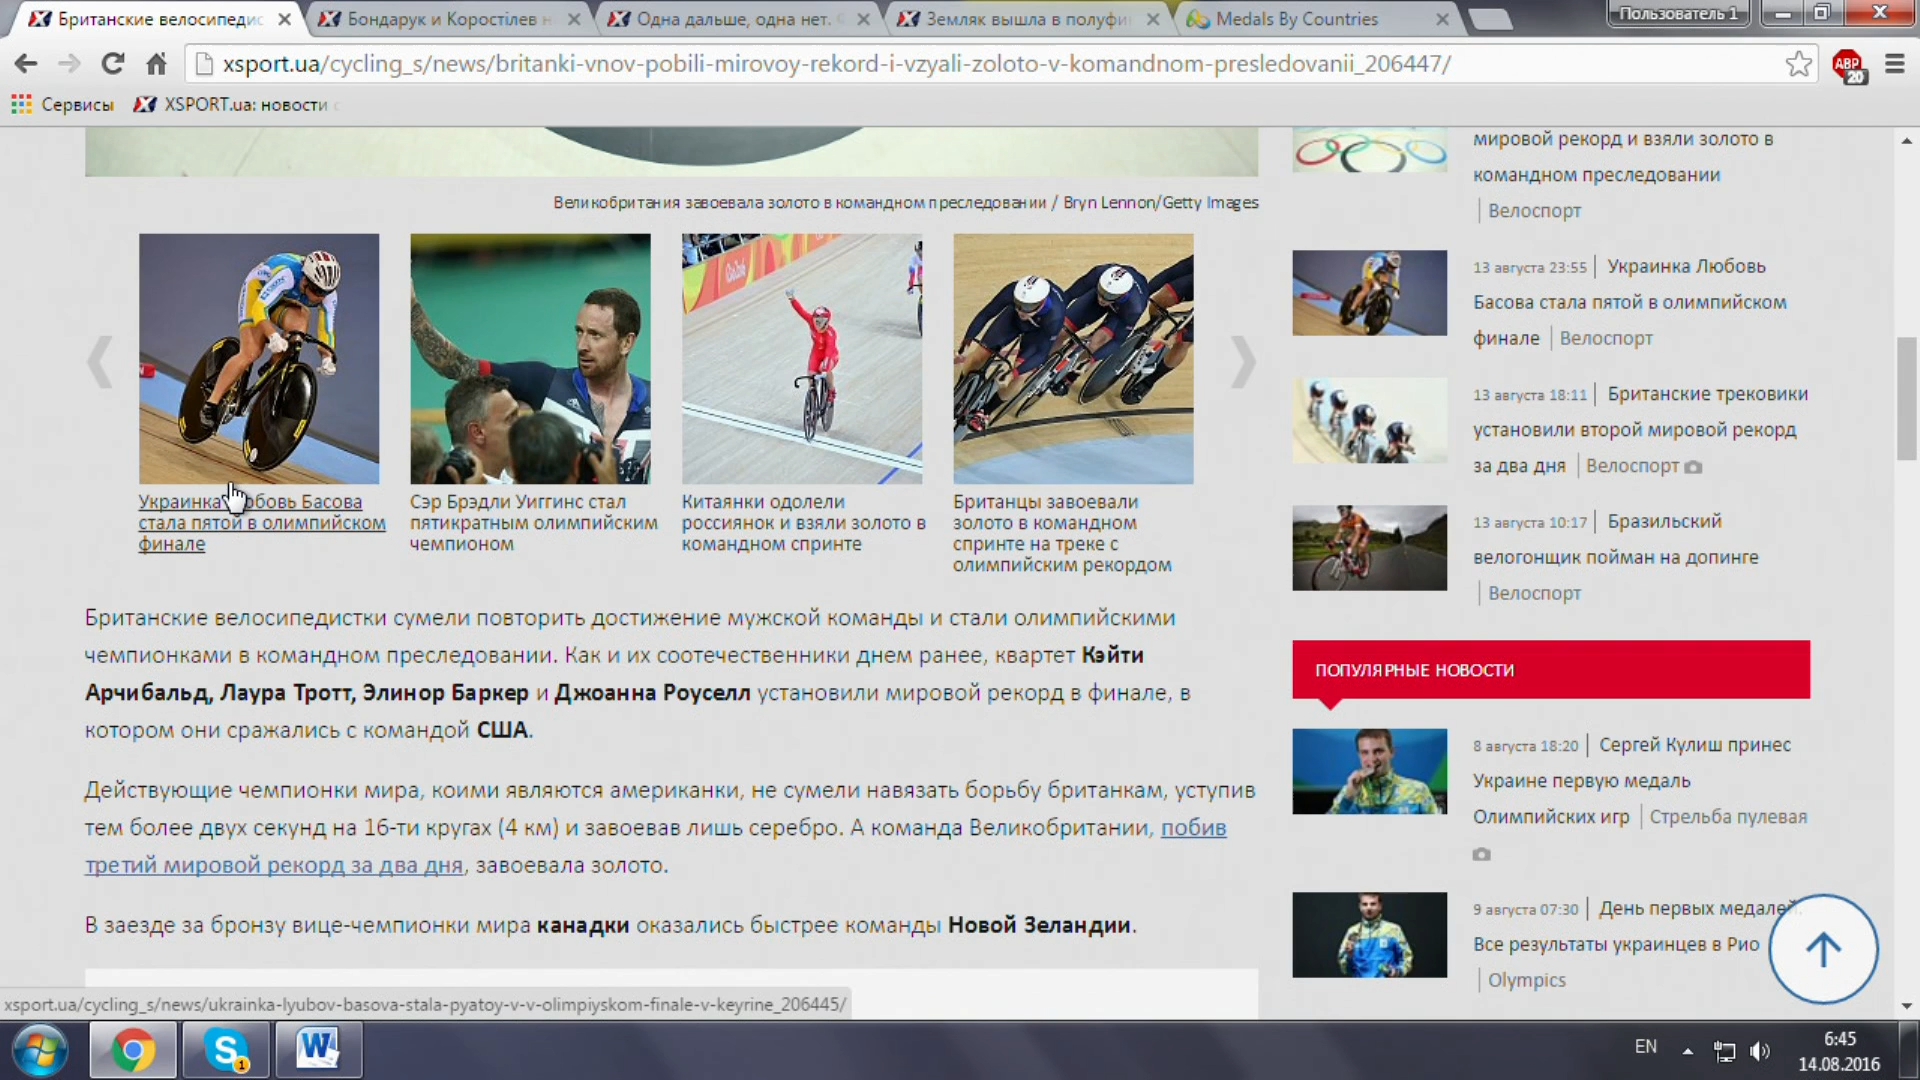 Британские велосипедис
Бондарук и Коростілев н
Одна дальше, одна нет.
Земляк вышла в полуфи
Medals By Countries
Пользователь 1
xsport.ua/cycling_s/news/britanki-vnov-pobili-mirovoy-rekord-i-vzyali-zoloto-v-komandnom-presledovanii_206447/
ABP
20
Сервисы
XSPORT.ua: новости
Великобритания завоевала золото в командном преследовании / Bryn Lennon/Getty Images
Украинка Любовь Басова
стала пятой в олимпийском
финале
Сэр Брэдли Уиггинс стал
пятикратным олимпийским
чемпионом
Китаянки одолели
россиянок и взяли золото в
командном спринте
Британцы завоевали
золото в командном
спринте на треке с
олимпийским рекордом
Британские велосипедистки сумели повторить достижение мужской команды и стали олимпийскими
чемпионками в командном преследовании. Как и их соотечественники днем ранее, квартет Кэйти
Арчибальд, Лаура Тротт, Элинор Баркер и Джоанна Роуселл установили мировой рекорд в финале, в
котором они сражались с командой США.
Действующие чемпионки мира, коими являются американки, не сумели навязать борьбу британкам, уступив
тем более двух секунд на 16-ти кругах (4 км) и завоевав лишь серебро. А команда Великобритании, побив
третий мировой рекорд за два дня, завоевала золото.
В заезде за бронзу вице-чемпионки мира канадки оказались быстрее команды Новой Зеландии.
мировой рекорд и взяли золото в
командном преследовании
| Велоспорт
13 августа 23:55 | Украинка Любовь
Басова стала пятой в олимпийском
финале | Велоспорт
13 августа 18:11 | Британские трековики
установили второй мировой рекорд
за два дня | Велоспорт
13 августа 10:17 | Бразильский
велогонщик пойман на допинге
| Велоспорт
ПОПУЛЯРНЫЕ НОВОСТИ
8 августа 18:20 | Сергей Кулиш принес
Украине первую медаль
Олимпийских игр | Стрельба пулевая
9 августа 07:30 | День первых медалей.
Все результаты украинцев в Рио
| Olympics
xsport.ua/cycling_s/news/ukrainka-lyubov-basova-stala-pyatoy-v-v-olimpiyskom-finale-v-keyrine_206445/
S
1
W
EN
6:45
14.08.2016